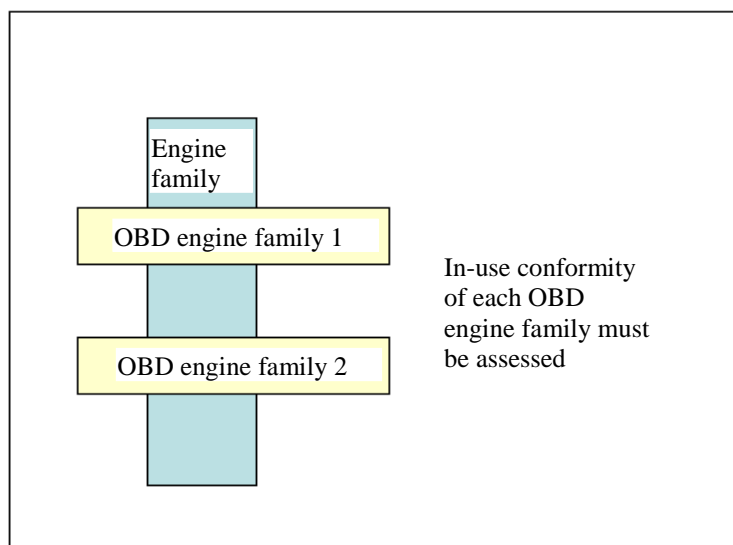 Engine
family
OBD engine family 1
OBD engine family 2
In-use conformity
of each OBD
engine family must
be assessed